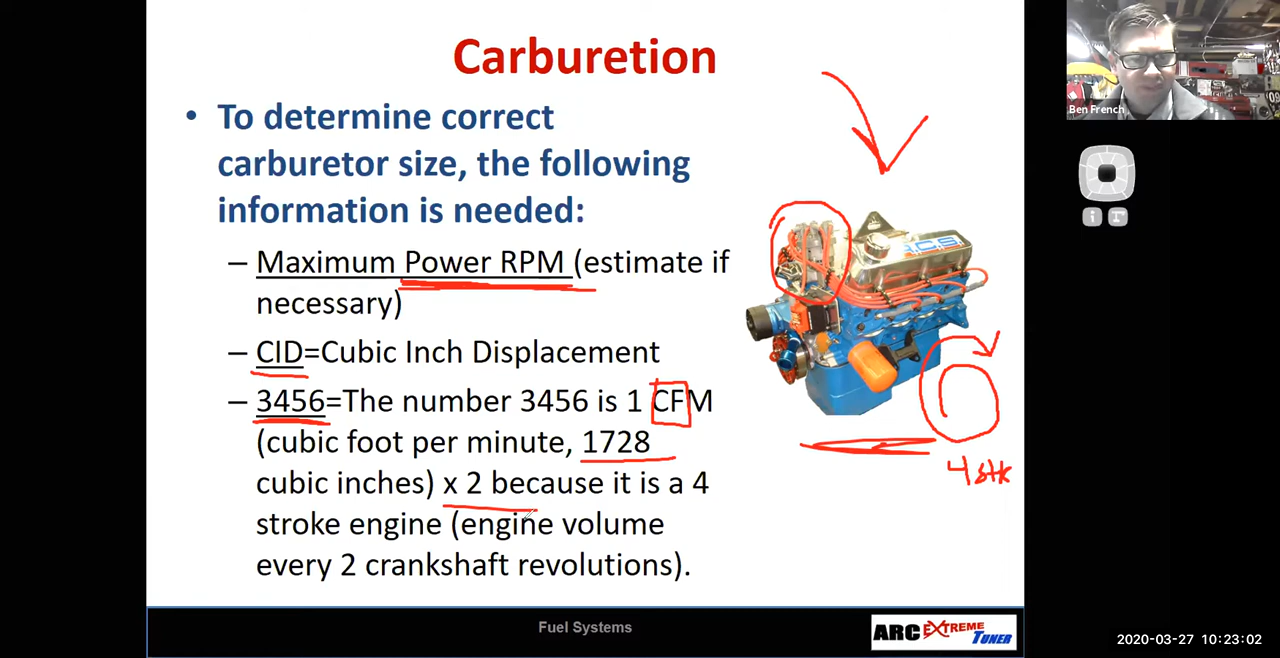 Carburetion
Ben French
• To determine correct
carburetor size, the following
information is needed:
– Maximum Power RPM (estimate if
necessary)
– CID=Cubic Inch Displacement
– 3456=The number 3456 is 1 CFM
(cubic foot per minute, 1728
cubic inches) x 2 because it is a 4
stroke engine (engine volume
every 2 crankshaft revolutions).
4 stk
Fuel Systems
ARC EXTREME
TUNER
2020-03-27 10:23:02